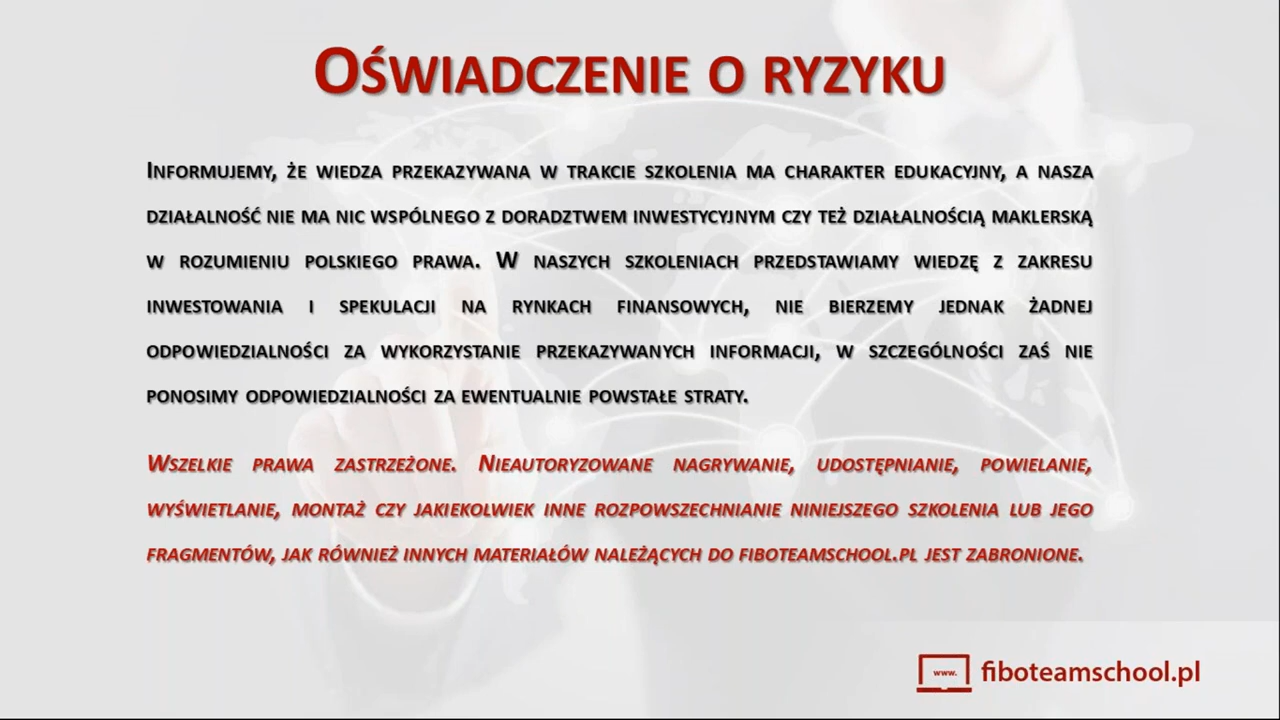 Oświadczenie o ryzyku
Informujemy, że wiedza przekazywana w trakcie szkolenia ma charakter edukacyjny, a nasza
działalność nie ma nic wspólnego z doradztwem inwestycyjnym czy też działalnością maklerską
w rozumieniu polskiego prawa. W naszych szkoleniach przedstawiamy wiedzę z zakresu
inwestowania i spekulacji na rynkach finansowych, nie bierzemy jednak żadnej
odpowiedzialności za wykorzystanie przekazywanych informacji, w szczególności zaś nie
ponosimy odpowiedzialności za ewentualnie powstałe straty.
Wszelkie prawa zastrzeżone. Nieautoryzowane nagrywanie, udostępnianie, powielanie,
wyświetlanie, montaż czy jakiekolwiek inne rozpowszechnianie niniejszego szkolenia lub jego
fragmentów, jak również innych materiałów należących do fiboteamschool.pl jest zabronione.
www. fiboteamschool.pl